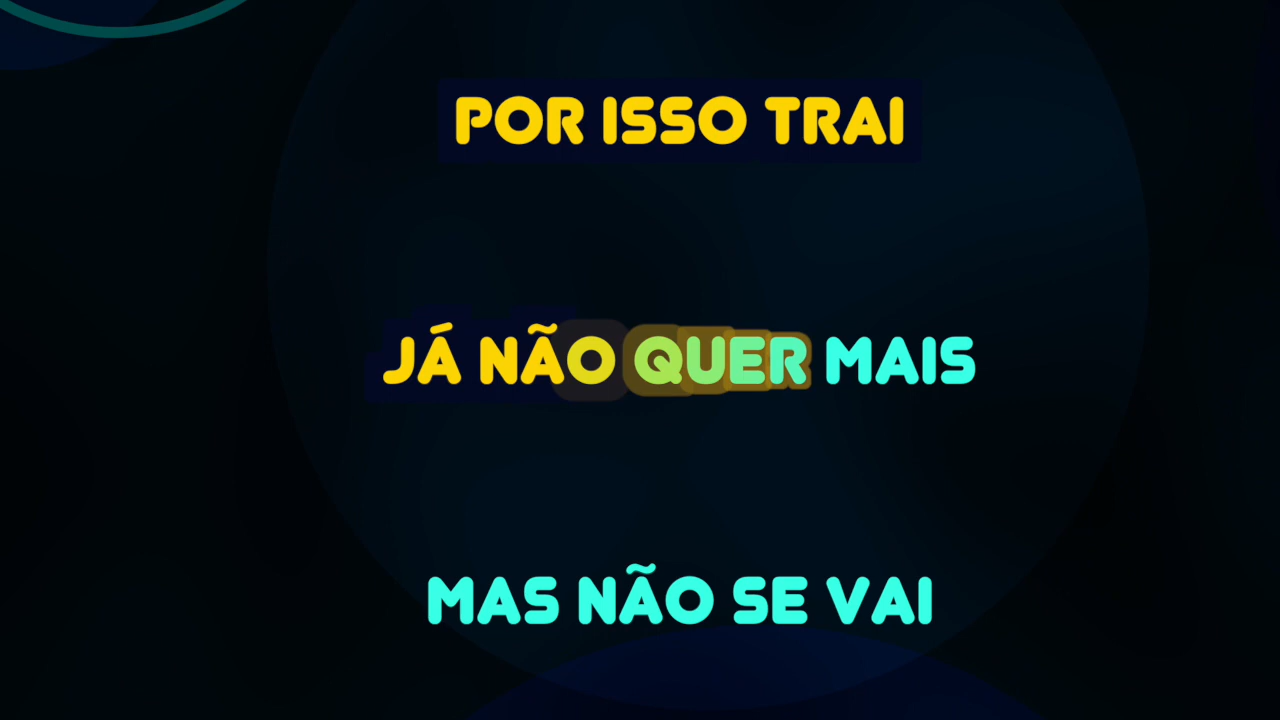 POR ISSO TRAI
JÁ NÃO QUER MAIS
MAS NÃO SE VAI